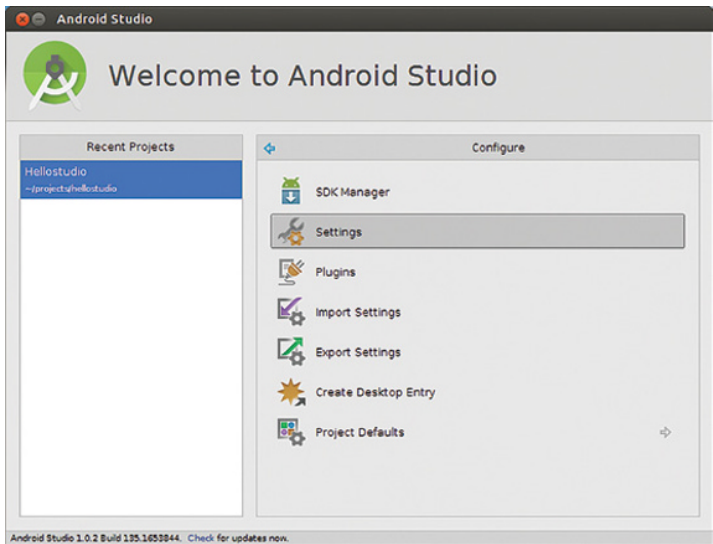 Android Studio
Welcome to Android Studio
Recent Projects
Hellostudio
~/projects/hellostudio
Configure
SDK Manager
Settings
Plugins
Import Settings
Export Settings
Create Desktop Entry
Project Defaults
Android Studio 1.0.2 Build 135.1653844. Check for updates now.